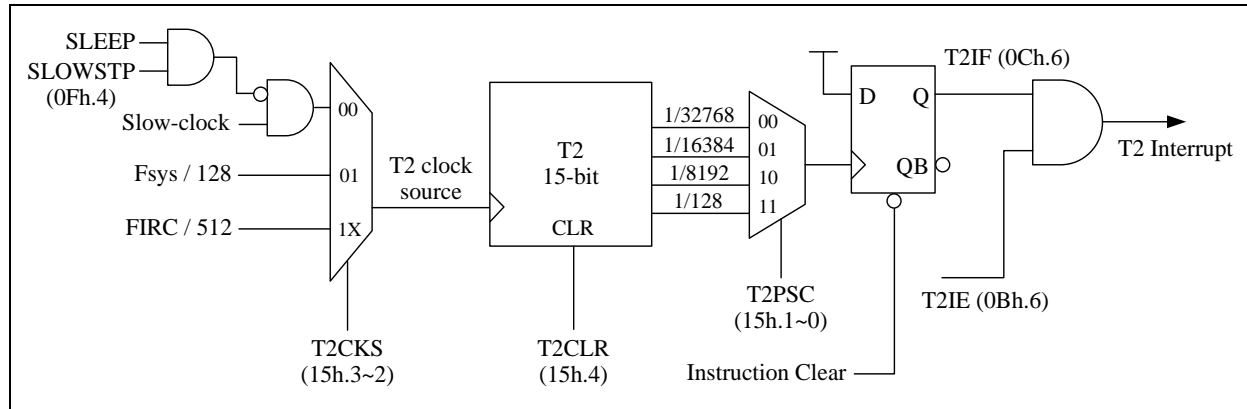 SLEEP
SLOWSTP
(0Fh.4)
Slow-clock
Fsys / 128
FIRC / 512
00
01
1X
T2CKS
(15h.3~2)
T2 clock
source
T2
15-bit
CLR
T2CLR
(15h.4)
1/32768
1/16384
1/8192
1/128
00
01
10
11
T2PSC
(15h.1~0)
D
Q
QB
Instruction Clear
T2IF (0Ch.6)
T2IE (0Bh.6)
T2 Interrupt